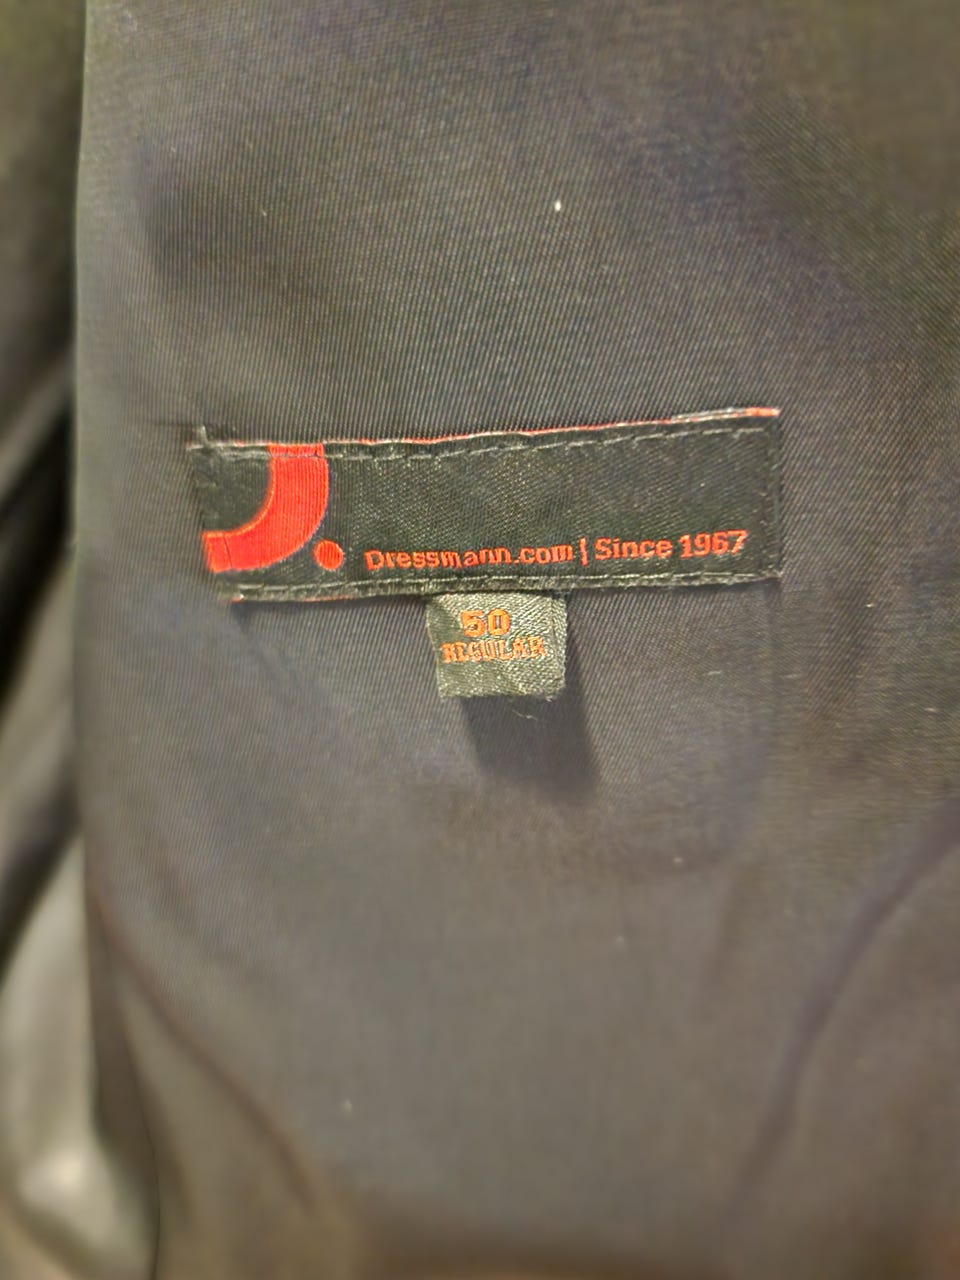 Dressmann.com | Since 1967
50
REGULAR